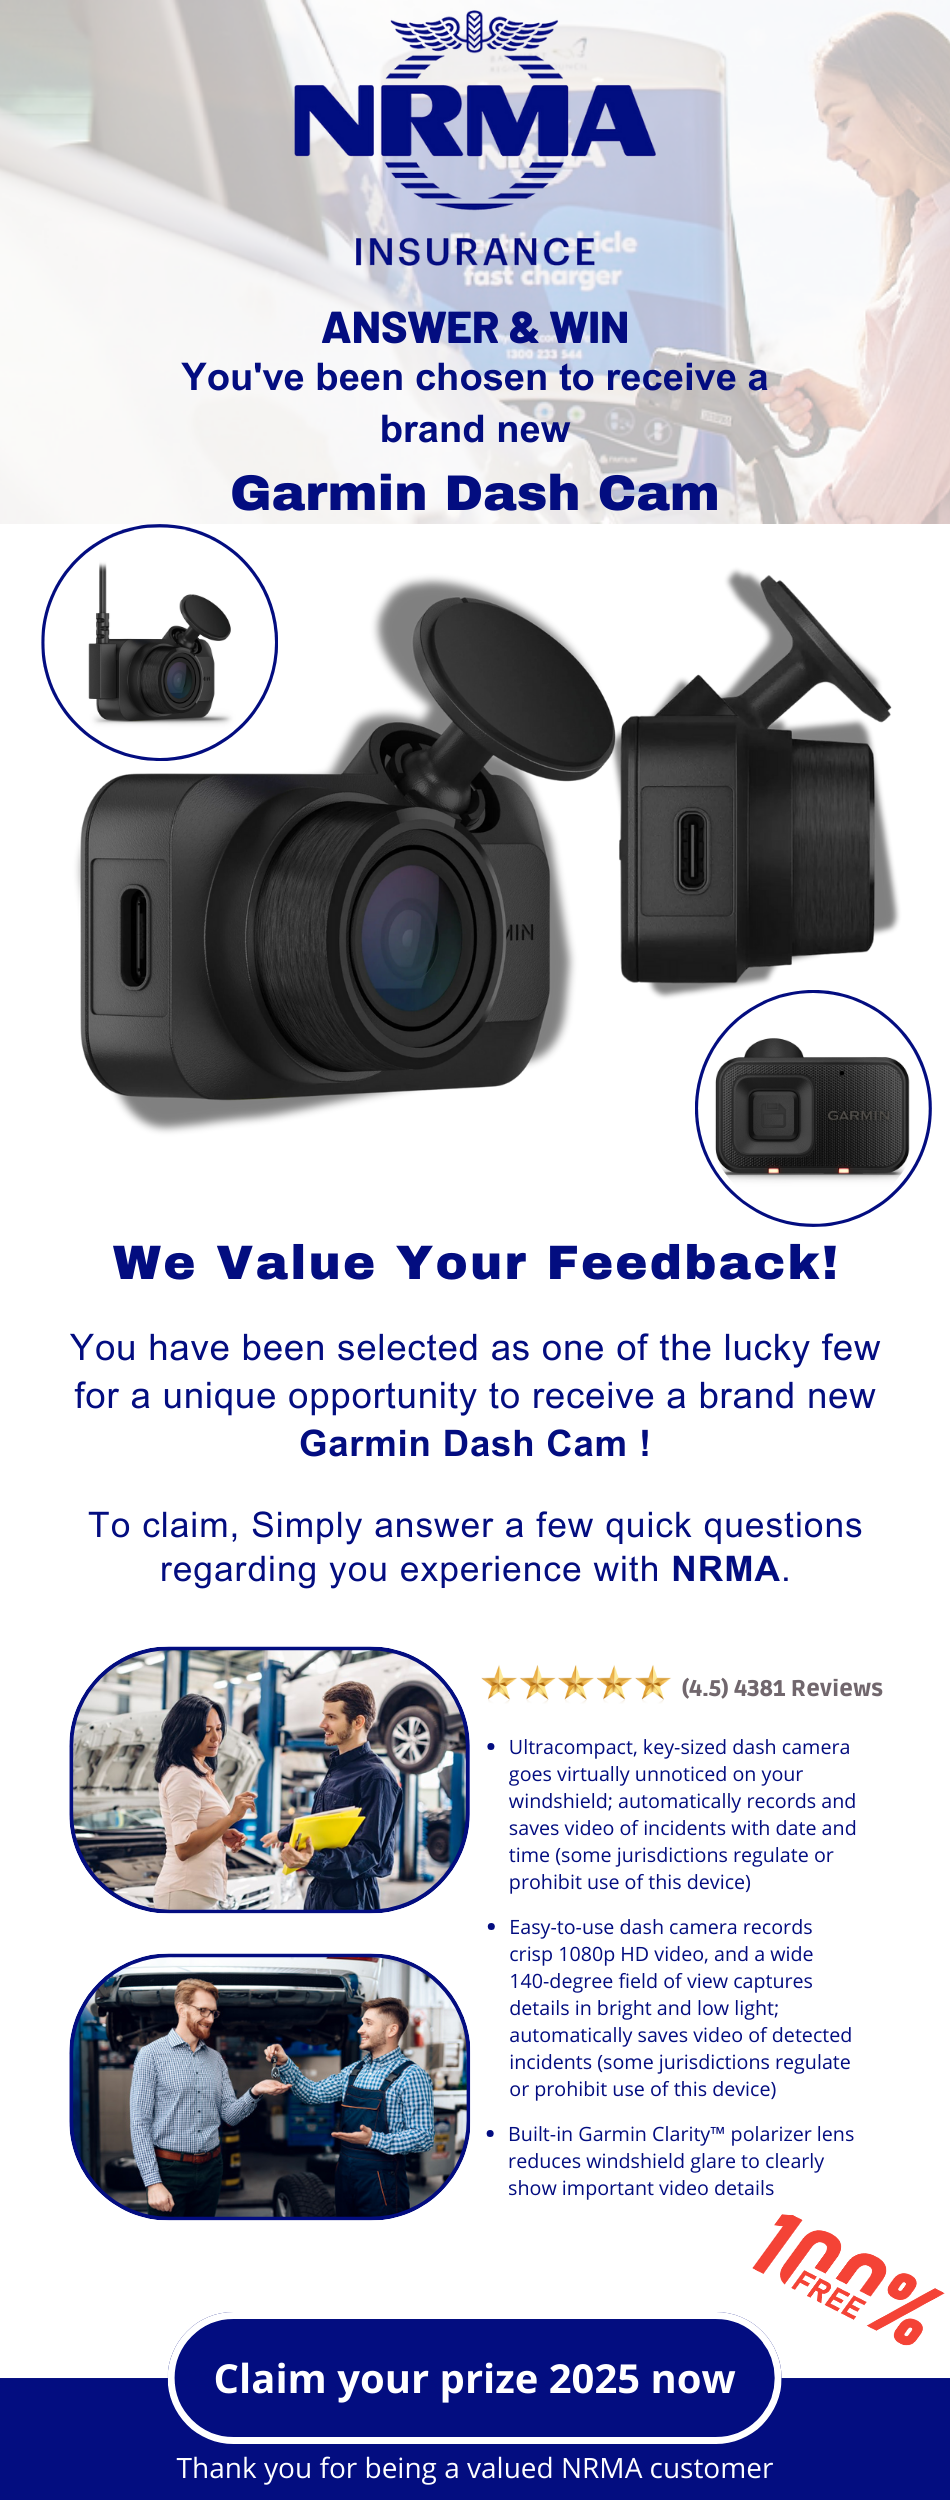 NRMA
INSURANCE
Electric vehicle
fast charger
1300 233 544
ANSWER & WIN
You've been chosen to receive a
brand new
Garmin Dash Cam
GARMIN
We Value Your Feedback!
You have been selected as one of the lucky few
for a unique opportunity to receive a brand new
Garmin Dash Cam !
To claim, Simply answer a few quick questions
regarding you experience with NRMA.
(4.5) 4381 Reviews
• Ultracompact, key-sized dash camera
goes virtually unnoticed on your
windshield; automatically records and
saves video of incidents with date and
time (some jurisdictions regulate or
prohibit use of this device)
• Easy-to-use dash camera records
crisp 1080p HD video, and a wide
140-degree field of view captures
details in bright and low light;
automatically saves video of detected
incidents (some jurisdictions regulate
or prohibit use of this device)
• Built-in Garmin Clarity™ polarizer lens
reduces windshield glare to clearly
show important video details
100%
FREE
Claim your prize 2025 now
Thank you for being a valued NRMA customer